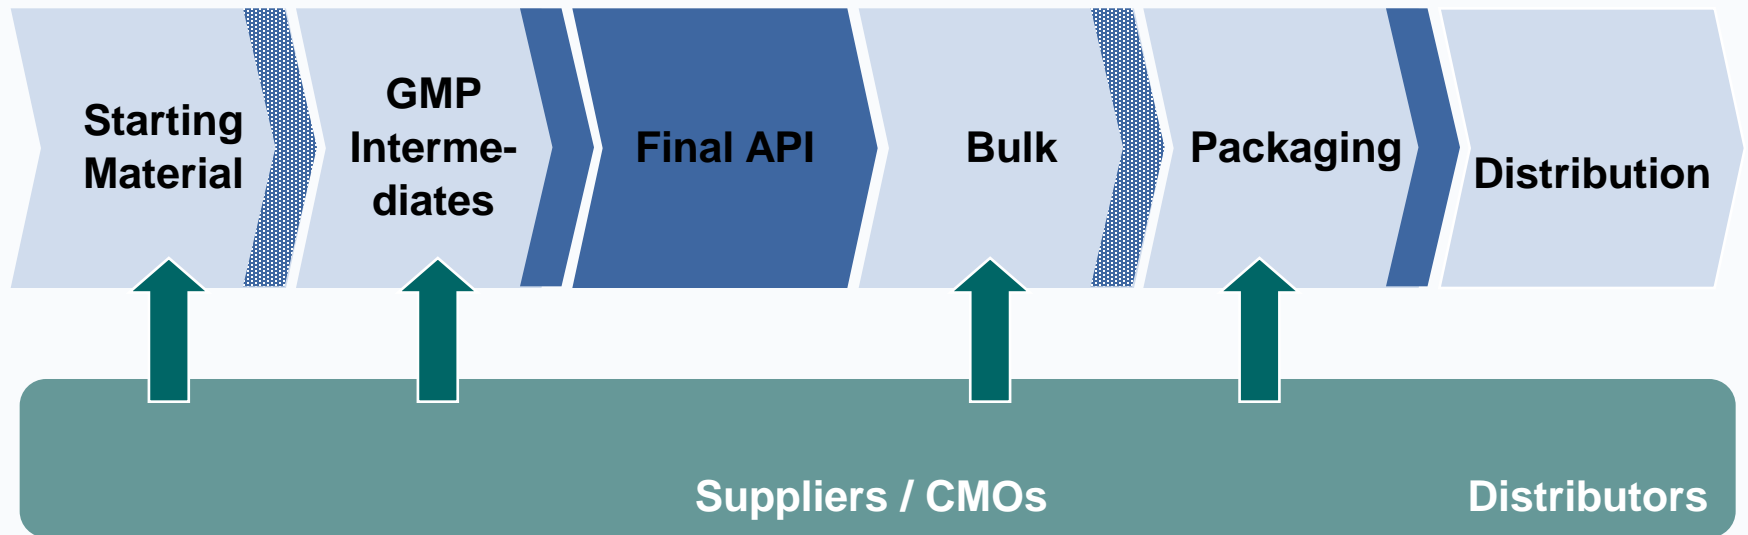 Starting
Material
GMP
Interme-
diates
Final API
Bulk
Packaging
Distribution
Suppliers / CMOs
Distributors